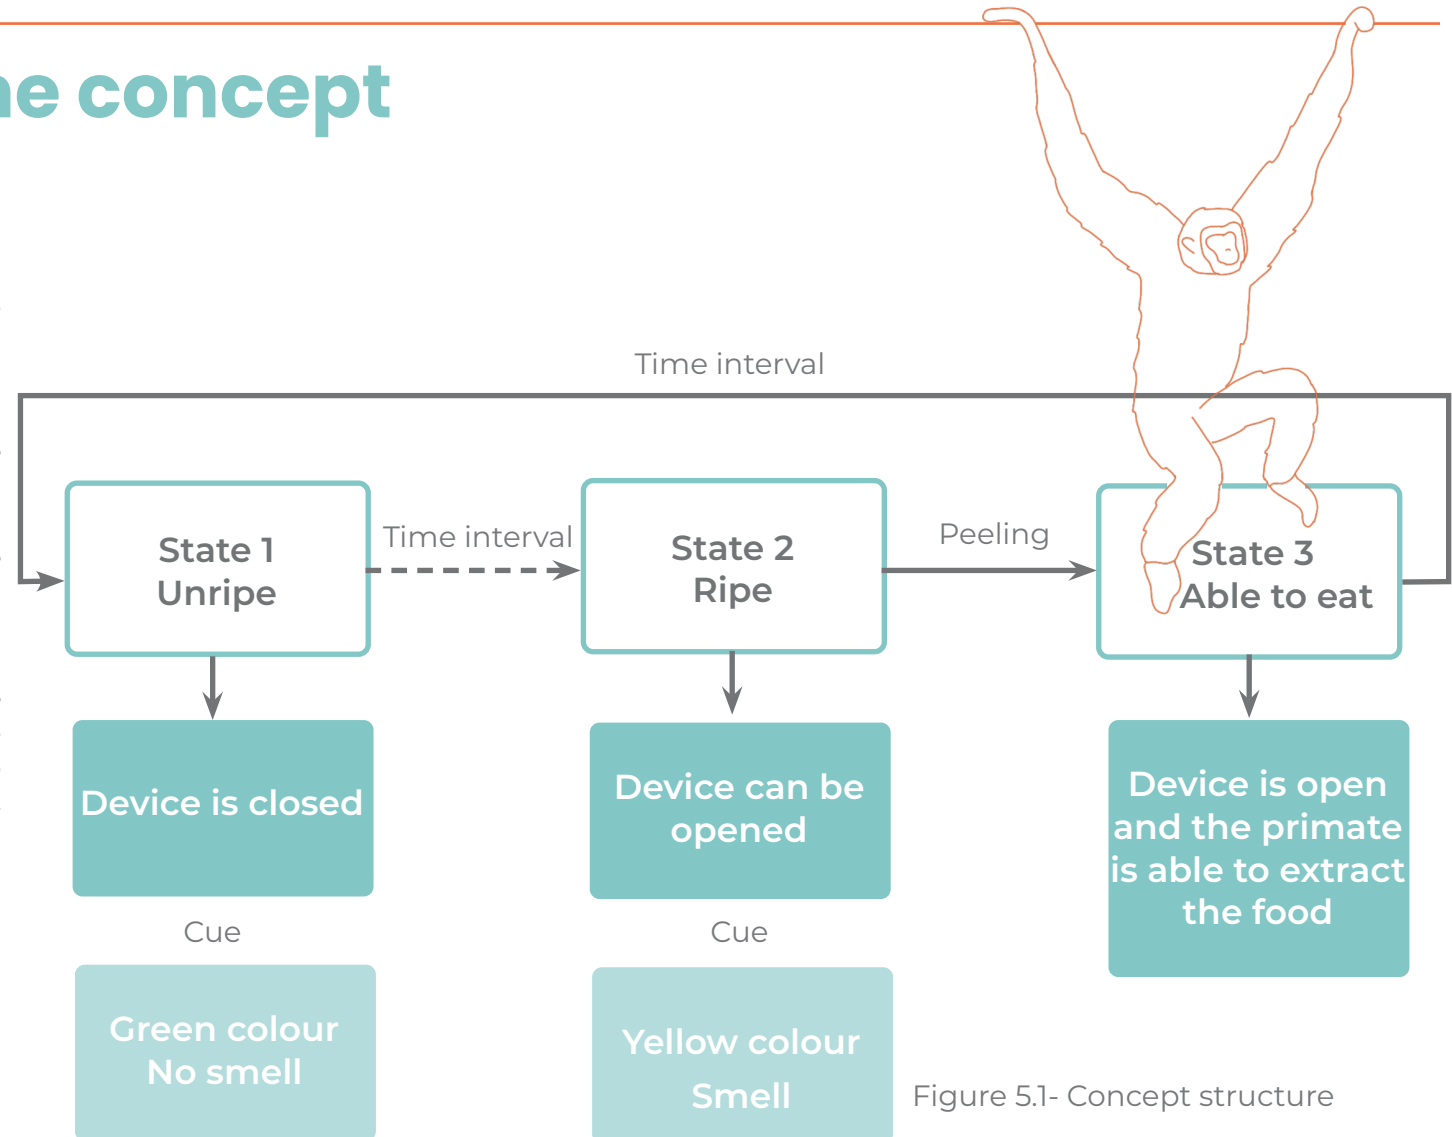 concept
Time interval
State 1
Unripe
Time interval
State 2
Ripe
Peeling
State 3
Able to eat
Device is closed
Device can be
opened
Device is open
and the primate
is able to extract
the food
Cue
Cue
Green colour
No smell
Yellow colour
Smell
Figure 5.1- Concept structure